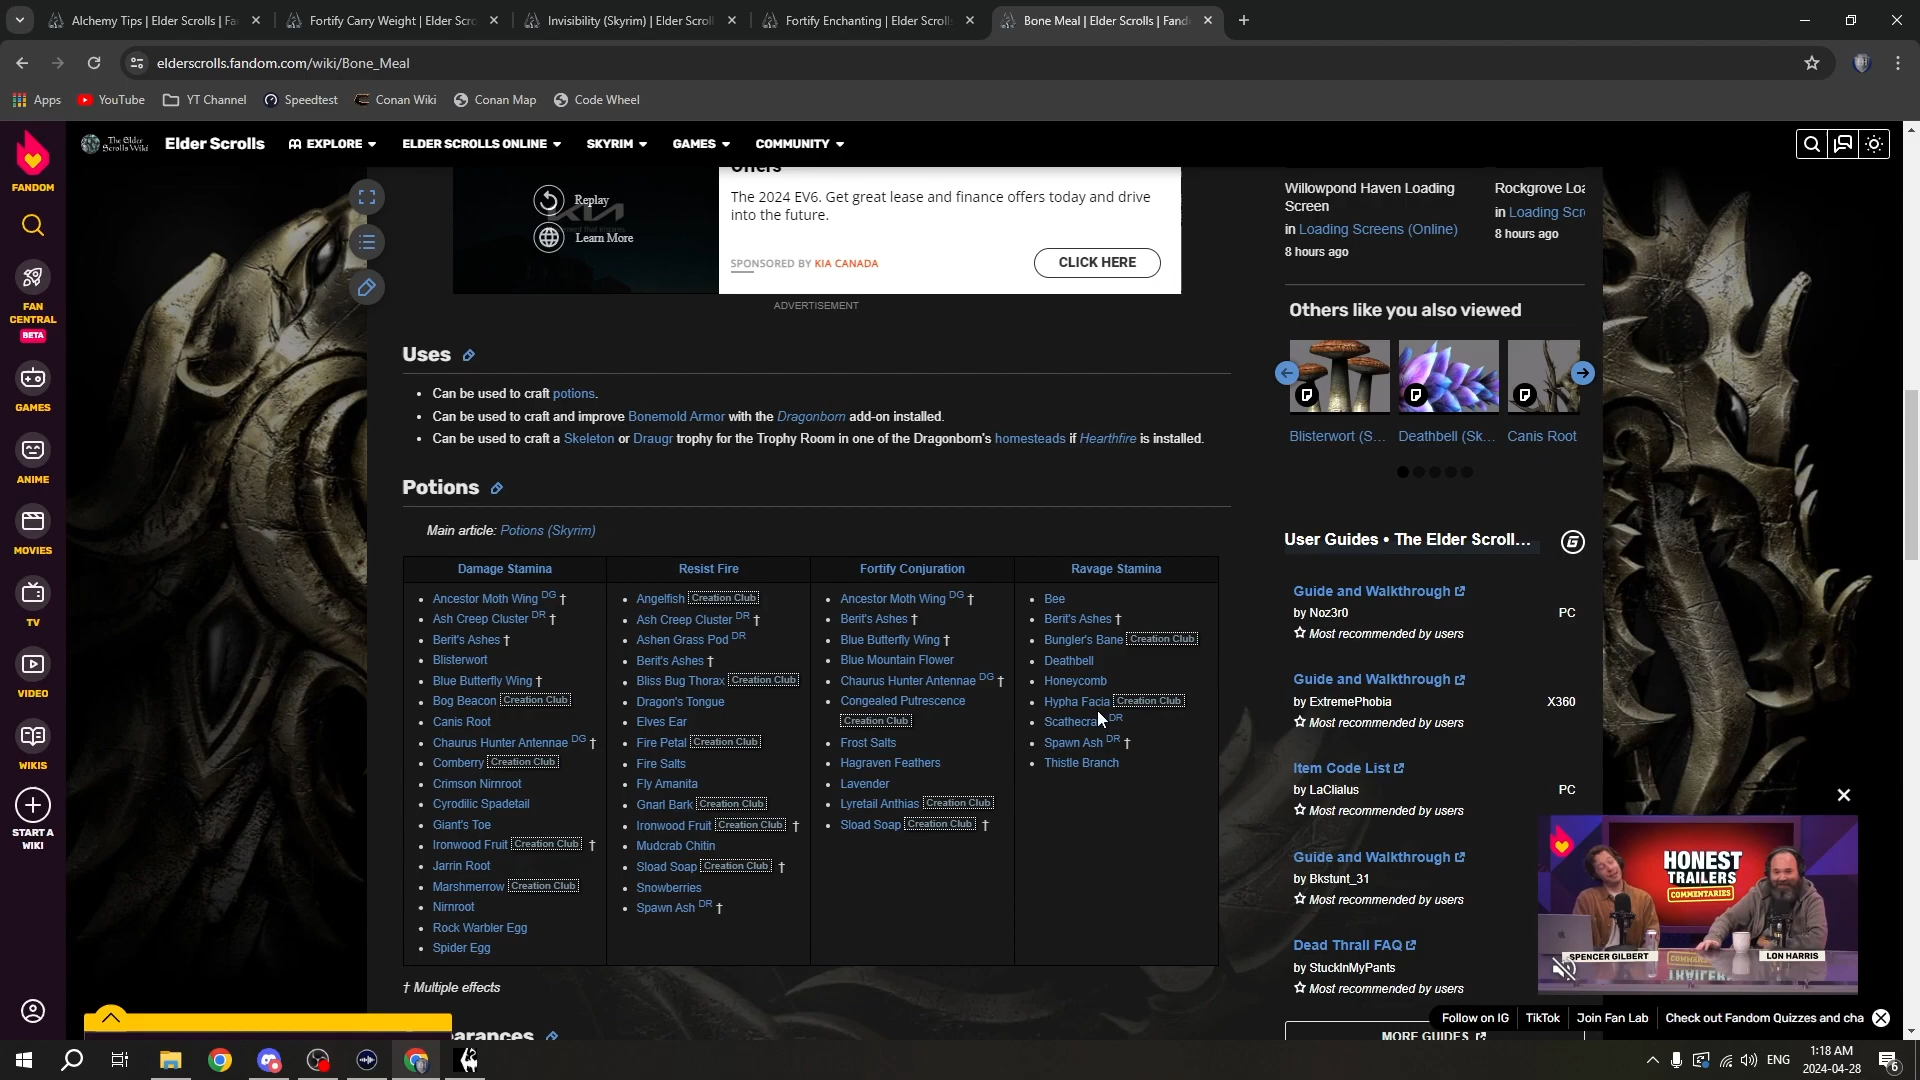 Alchemy Tips | Elder Scrolls | Fa
Fortify Carry Weight | Elder Scro
Invisibility (Skyrim) | Elder Scroll
Fortify Enchanting | Elder Scrolls
Bone Meal | Elder Scrolls | Fand
elderscrolls.fandom.com/wiki/Bone_Meal
Apps YouTube YT Channel Speedtest Conan Wiki Conan Map Code Wheel
The Elder
Scrolls Wiki
Elder Scrolls EXPLORE ELDER SCROLLS ONLINE SKYRIM GAMES COMMUNITY
FANDOM
FAN
CENTRAL
BETA
GAMES
ANIME
MOVIES
TV
VIDEO
WIKIS
START A
WIKI
Offers
Replay
Learn More
The 2024 EV6. Get great lease and finance offers today and drive
into the future.
SPONSORED BY KIA CANADA
CLICK HERE
ADVERTISEMENT
Uses
Can be used to craft potions.
Can be used to craft and improve Bonemold Armor with the Dragonborn add-on installed.
Can be used to craft a Skeleton or Draugr trophy for the Trophy Room in one of the Dragonborn's homesteads if Hearthfire is installed.
Potions
Main article: Potions (Skyrim)
Damage Stamina
Ancestor Moth Wing DG †
Ash Creep Cluster DR †
Berit's Ashes †
Blisterwort
Blue Butterfly Wing †
Bog Beacon Creation Club
Canis Root
Chaurus Hunter Antennae DG †
Comberry Creation Club
Crimson Nirnroot
Cyrodilic Spadetail
Giant's Toe
Ironwood Fruit Creation Club †
Jarrin Root
Marshmerrow Creation Club
Nirnroot
Rock Warbler Egg
Spider Egg
Resist Fire
Angelfish Creation Club
Ash Creep Cluster DR †
Ashen Grass Pod DR
Berit's Ashes †
Bliss Bug Thorax Creation Club
Dragon's Tongue
Elves Ear
Fire Petal Creation Club
Fire Salts
Fly Amanita
Gnarl Bark Creation Club
Ironwood Fruit Creation Club †
Mudcrab Chitin
Sload Soap Creation Club †
Snowberries
Spawn Ash DR †
Fortify Conjuration
Ancestor Moth Wing DG †
Berit's Ashes †
Blue Butterfly Wing †
Blue Mountain Flower
Chaurus Hunter Antennae DG †
Congealed Putrescence
Creation Club
Frost Salts
Hagraven Feathers
Lavender
Lyretail Anthias Creation Club
Sload Soap Creation Club †
Ravage Stamina
Bee
Berit's Ashes †
Bungler's Bane Creation Club
Deathbell
Honeycomb
Hypha Facia Creation Club
Scathecra DR
Spawn Ash DR †
Thistle Branch
† Multiple effects
earances
Willowpond Haven Loading
Screen
in Loading Screens (Online)
8 hours ago
Rockgrove Loa
in Loading Scr
8 hours ago
Others like you also viewed
Blisterwort (S... Deathbell (Sk... Canis Root
User Guides • The Elder Scroll...
Guide and Walkthrough
by Noz3r0 PC
Most recommended by users
Guide and Walkthrough
by ExtremePhobia X360
Most recommended by users
Item Code List
by LaClialus PC
Most recommended by users
Guide and Walkthrough
by Bkstunt_31
Most recommended by users
Dead Thrall FAQ
by StuckInMyPants
Most recommended by users
MORE GUIDES
HONEST
TRAILERS
COMMENTARIES
SPENCER GILBERT LON HARRIS
Follow on IG TikTok Join Fan Lab Check out Fandom Quizzes and cha
ENG
1:18 AM
2024-04-28
6